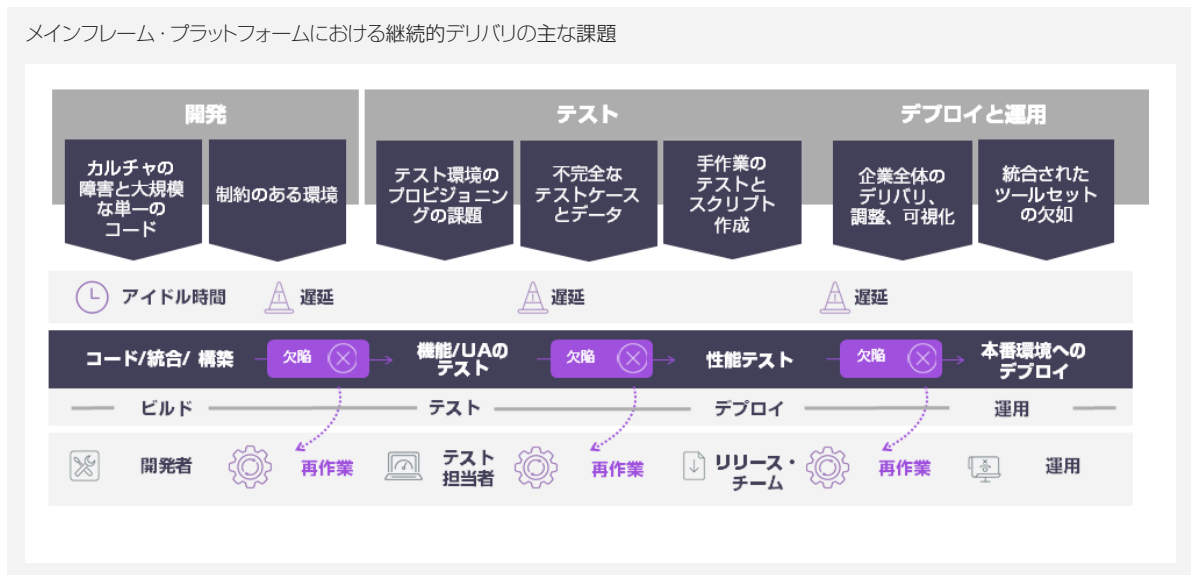 メインフレーム・プラットフォームにおける継続的デリバリの主な課題
開発
テスト
デプロイと運用
カルチャの
障害と大規模
な単一の
コード
制約のある環境
テスト環境の
プロビジョニン
グの課題
不完全な
テストケース
とデータ
手作業の
テストと
スクリプト
作成
企業全体の
デリバリ、
調整、可視化
統合された
ツールセット
の欠如
アイドル時間
遅延
遅延
遅延
コード/統合/ 構築
欠陥
機能/UAの
テスト
欠陥
性能テスト
欠陥
本番環境への
デプロイ
ビルド
テスト
デプロイ
運用
開発者
再作業
テスト
担当者
再作業
リリース・
チーム
再作業
運用